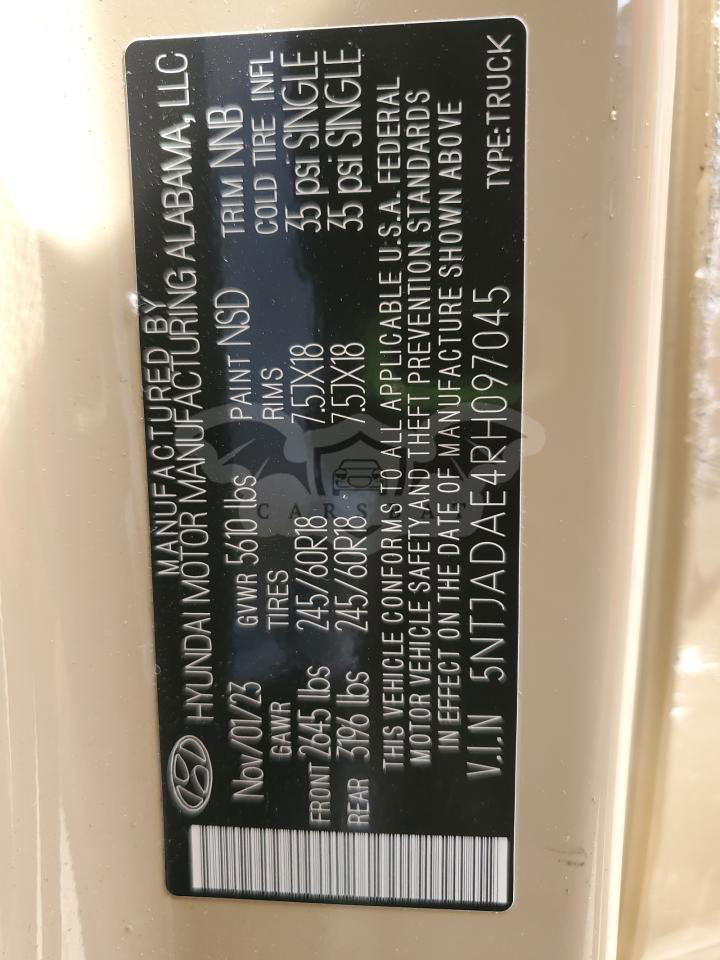 MANUFACTURED BY
HYUNDAI MOTOR MANUFACTURING ALABAMA, LLC
Nov/01/23 GVWR 5610 lbs PAINT NSD TRIM NNB
GAWR TIRES RIMS COLD TIRE INFL
FRONT 2645 lbs 245//60R18 7.5JX18 35 psi SINGLE
REAR 3196 lbs 245/60R18 7.5JX18 35 psi SINGLE
THIS VEHICLE CONFORMS TO ALL APPLICABLE U.S.A. FEDERAL
MOTOR VEHICLE SAFETY AND THEFT PREVENTION STANDARDS
IN EFFECT ON THE DATE OF MANUFACTURE SHOWN ABOVE
V.I.N 5NTJADAE4RH097045 TYPE:TRUCK